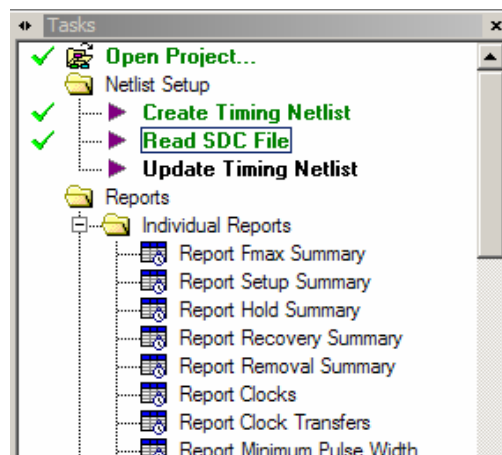 Tasks
Open Project...
Netlist Setup
Create Timing Netlist
Read SDC File
Update Timing Netlist
Reports
Individual Reports
Report Fmax Summary
Report Setup Summary
Report Hold Summary
Report Recovery Summary
Report Removal Summary
Report Clocks
Report Clock Transfers
Report Minimum Pulse Width